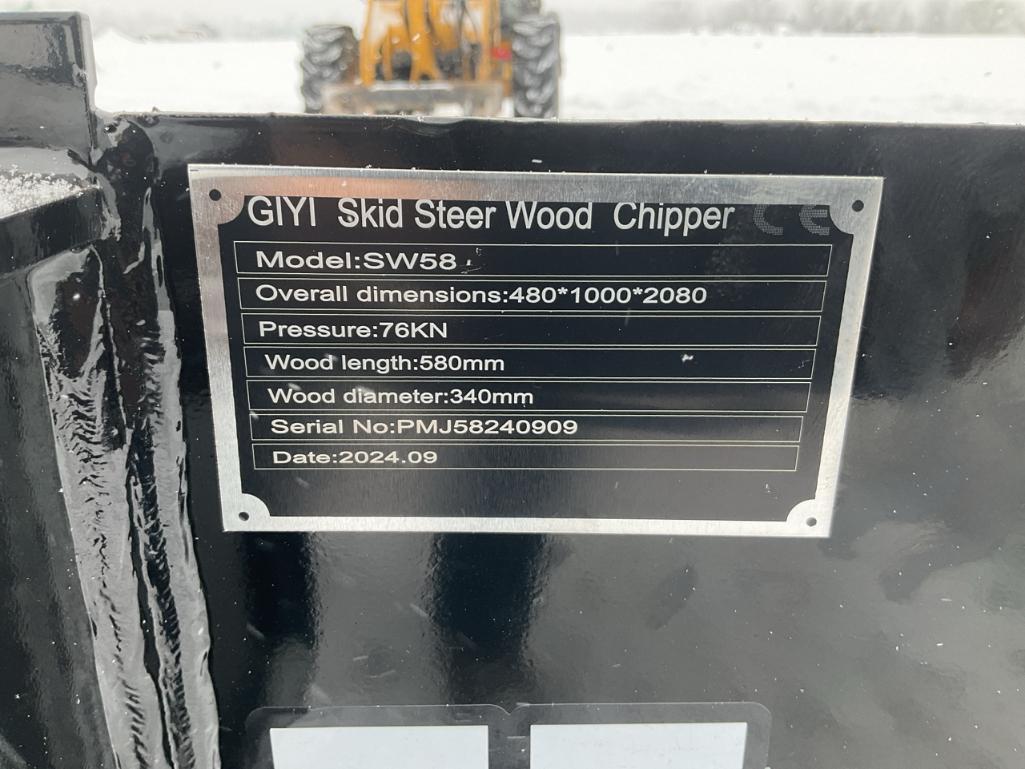 GIYI Skid Steer Wood Chipper CE
Model:SW58
Overall dimensions:480*1000*2080
Pressure:76KN
Wood length:580mm
Wood diameter:340mm
Serial No:PMJ58240909
Date:2024.09